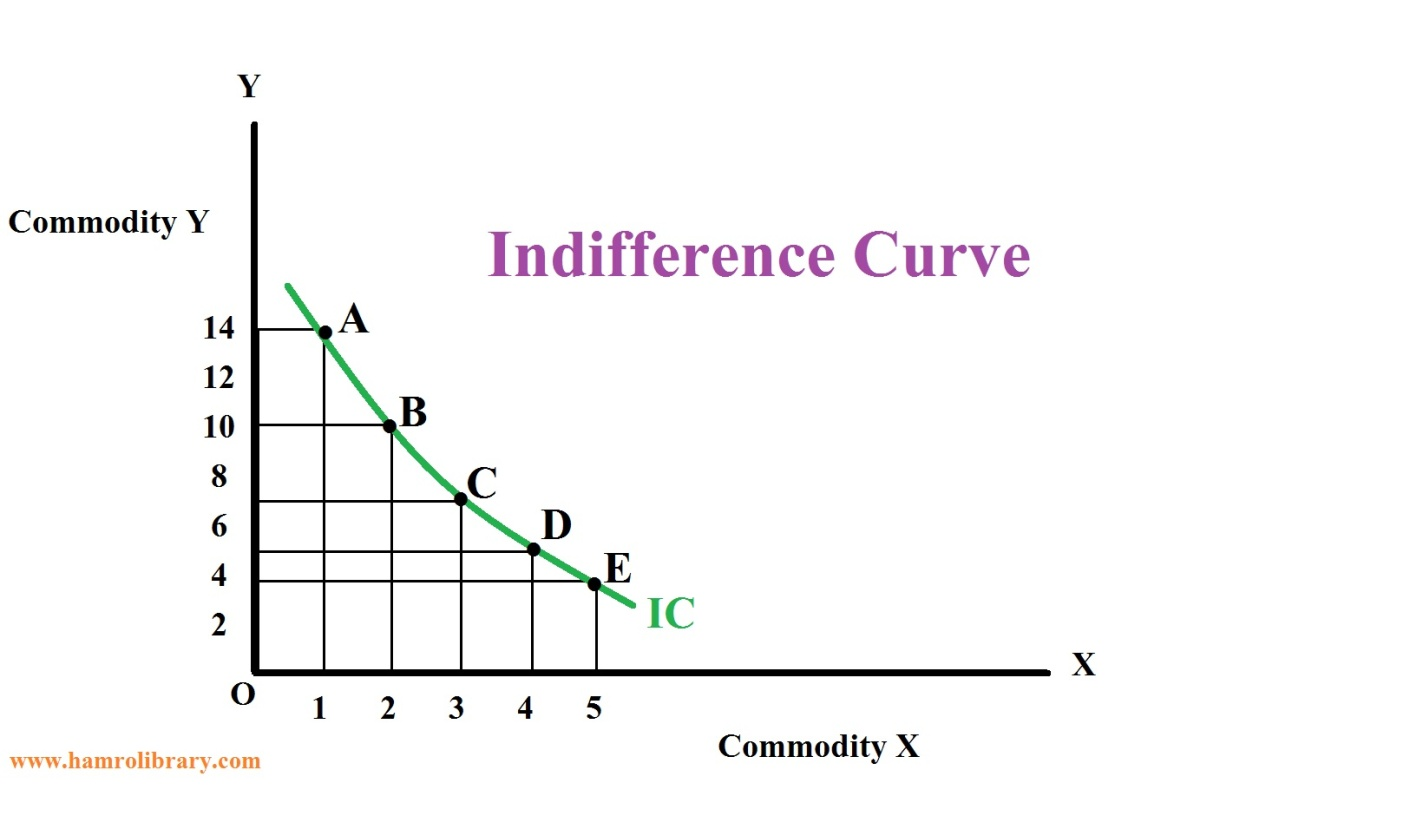 Y
Commodity Y
Indifference Curve
14
A
12
B
10
8
C
6
D
4
E
IC
2
X
O
1 2 3 4 5
Commodity X
www.hamrolibrary.com